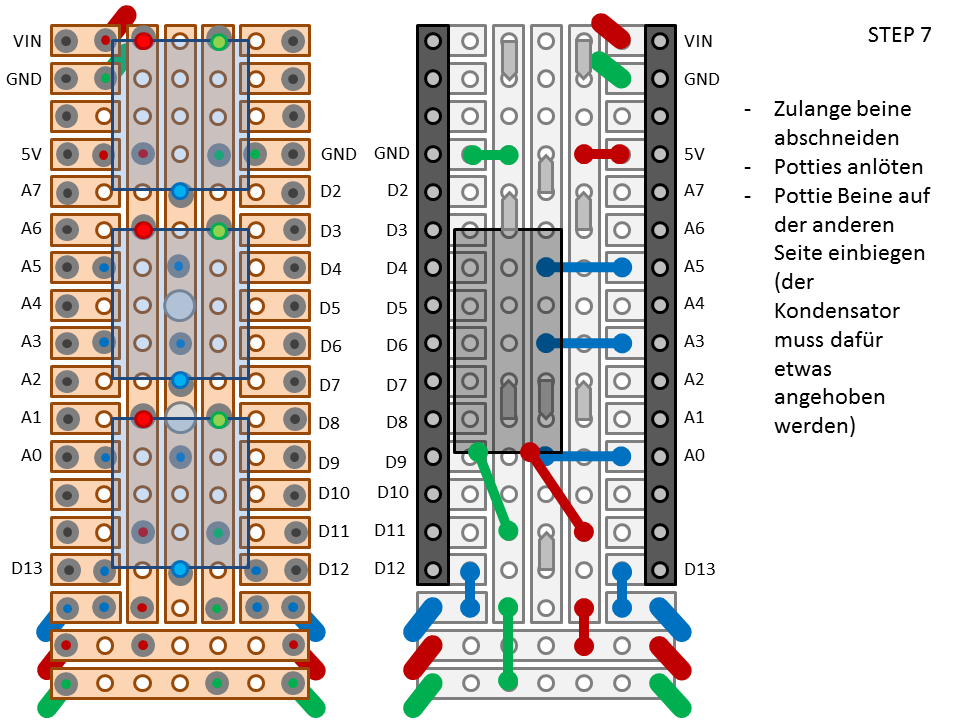 STEP 7
- Zulange beine
abschneiden
- Potties anlöten
- Pottie Beine auf
der anderen
Seite einbiegen
(der
Kondensator
muss dafür
etwas
angehoben
werden)
VIN
GND
5V
A7
A6
A5
A4
A3
A2
A1
A0
D13
GND
D2
D3
D4
D5
D6
D7
D8
D9
D10
D11
D12
GND
D2
D3
D4
D5
D6
D7
D8
D9
D10
D11
D12
VIN
GND
5V
A7
A6
A5
A4
A3
A2
A1
A0
D13